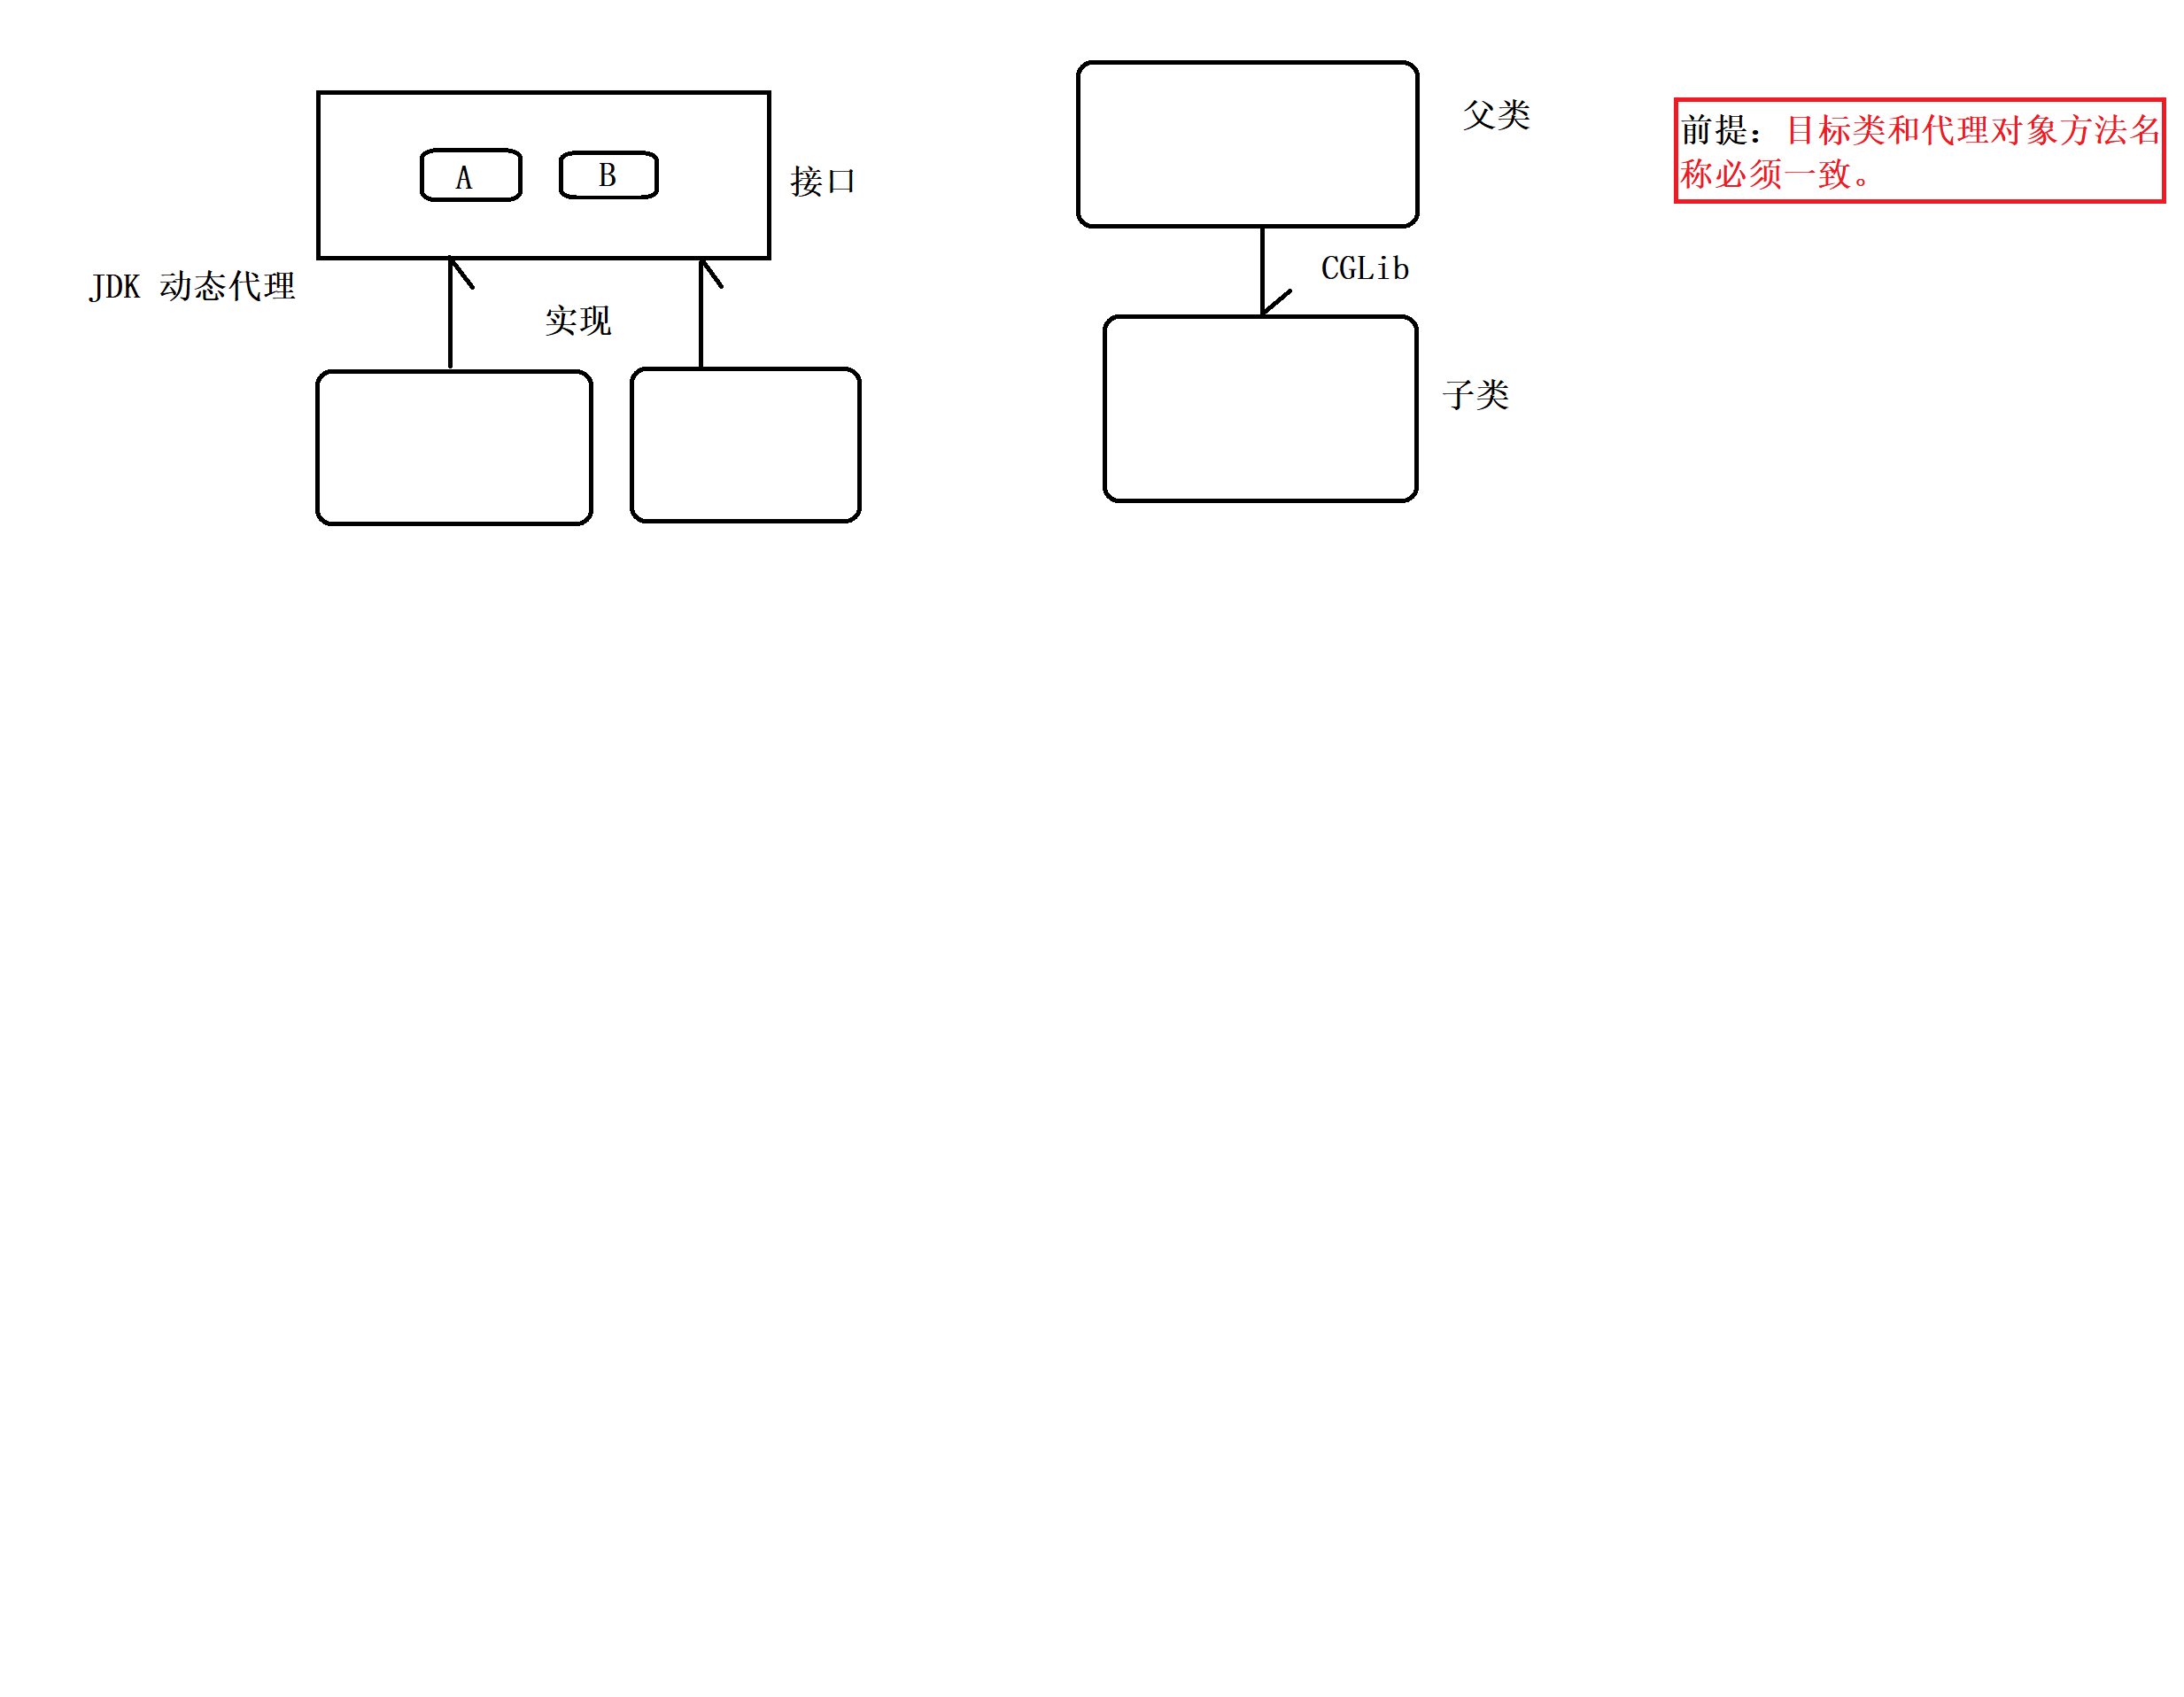 A
B
接口
JDK 动态代理
实现
父类
CGLib
子类
前提：目标类和代理对象方法名
称必须一致。